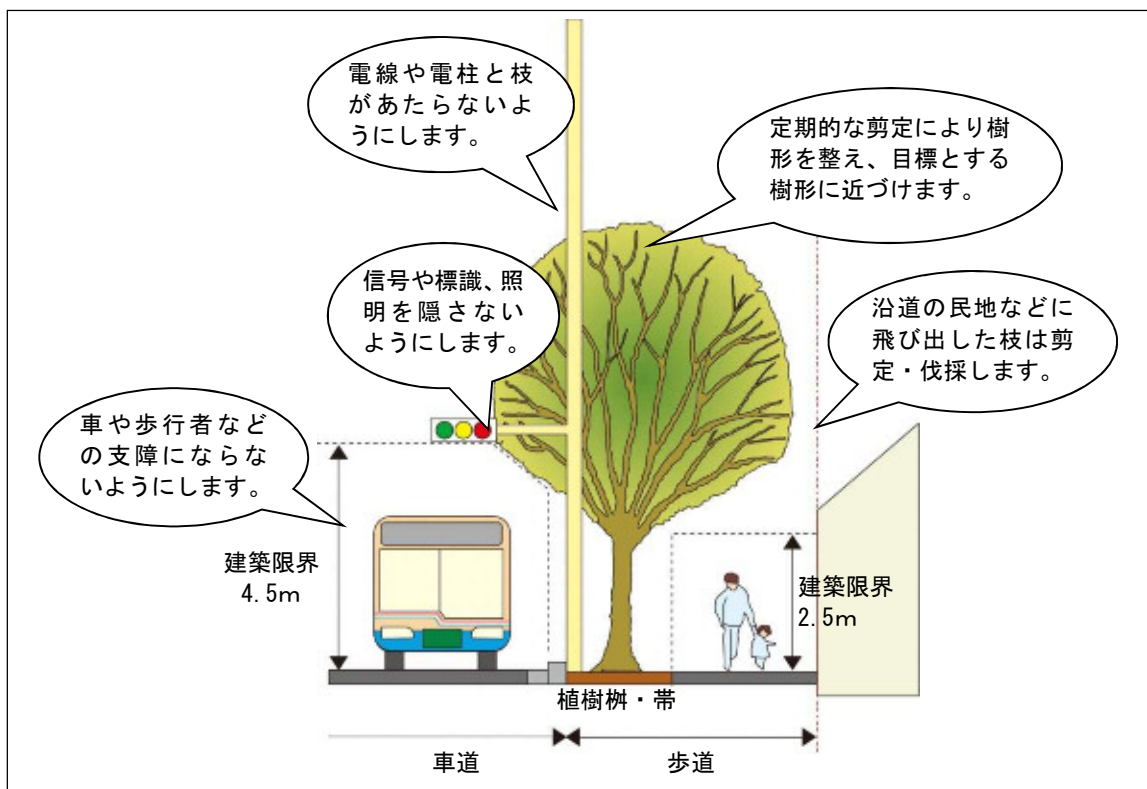 電線や電柱と枝
があたらないよ
うにします。
定期的な剪定により樹
形を整え、目標とする
樹形に近づけます。
信号や標識、照
明を隠さない
ようにします。
沿道の民地などに
飛び出した枝は剪
定・伐採します。
車や歩行者など
の支障にならな
いようにします。
建築限界
4.5m
建築限界
2.5m
植樹桝・帯
車道
歩道